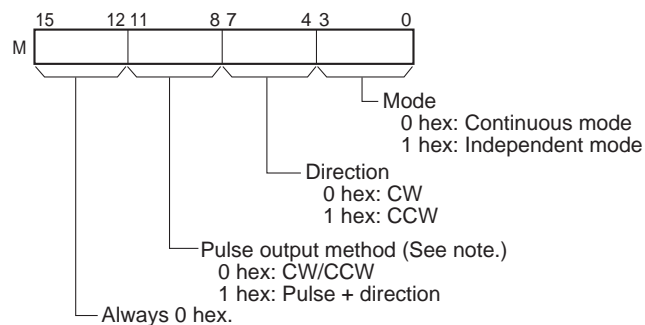 15 12 11 8 7 4 3 0
M
Mode
0 hex: Continuous mode
1 hex: Independent mode
Direction
0 hex: CW
1 hex: CCW
Pulse output method (See note.)
0 hex: CW/CCW
1 hex: Pulse + direction
Always 0 hex.